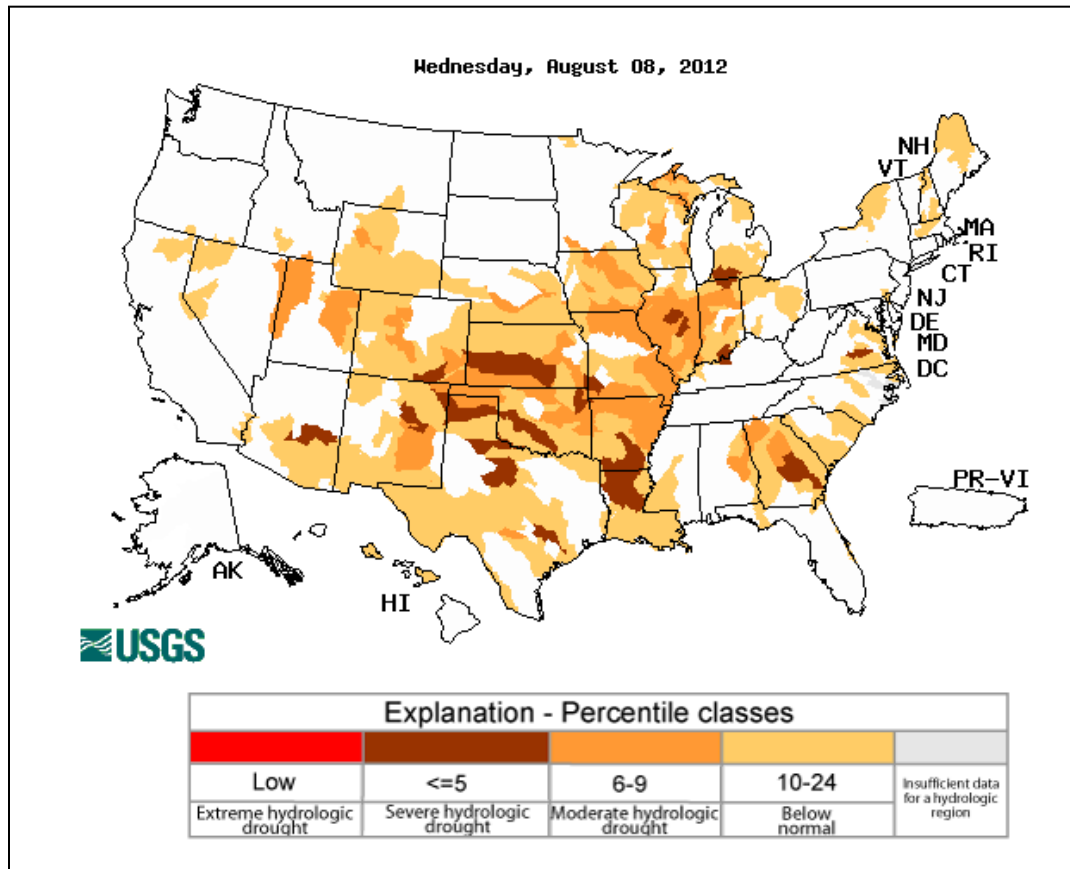 Wednesday, August 08, 2012
NH
VT
MA
RI
CT
NJ
DE
MD
DC
PR-VI
AK
HI
USGS
Explanation - Percentile classes
Low
<=5
6-9
10-24
Insufficient data
for a hydrologic
region
Extreme hydrologic
drought
Severe hydrologic
drought
Moderate hydrologic
drought
Below
normal